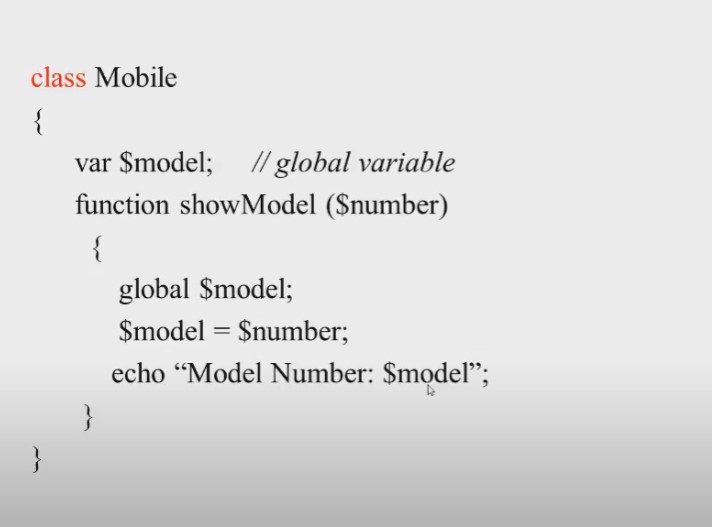 class Mobile
{
var $model; // global variable
function showModel ($number)
{
global $model;
$model = $number;
echo “Model Number: $model”;
}
}